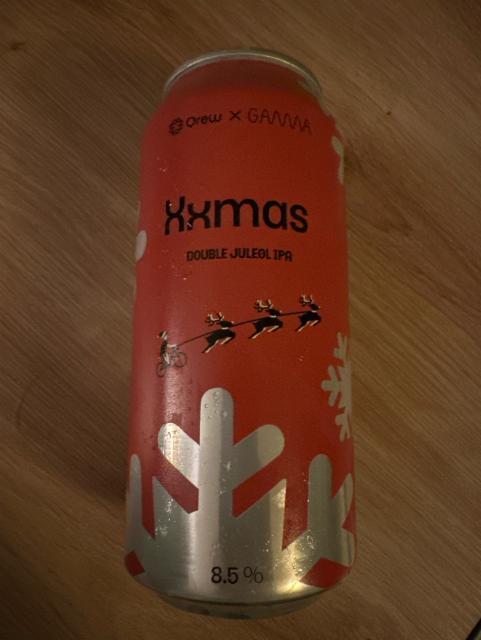 Qrew x GAMMA
Xxmas
DOUBLE JULEØL IPA
8.5 %